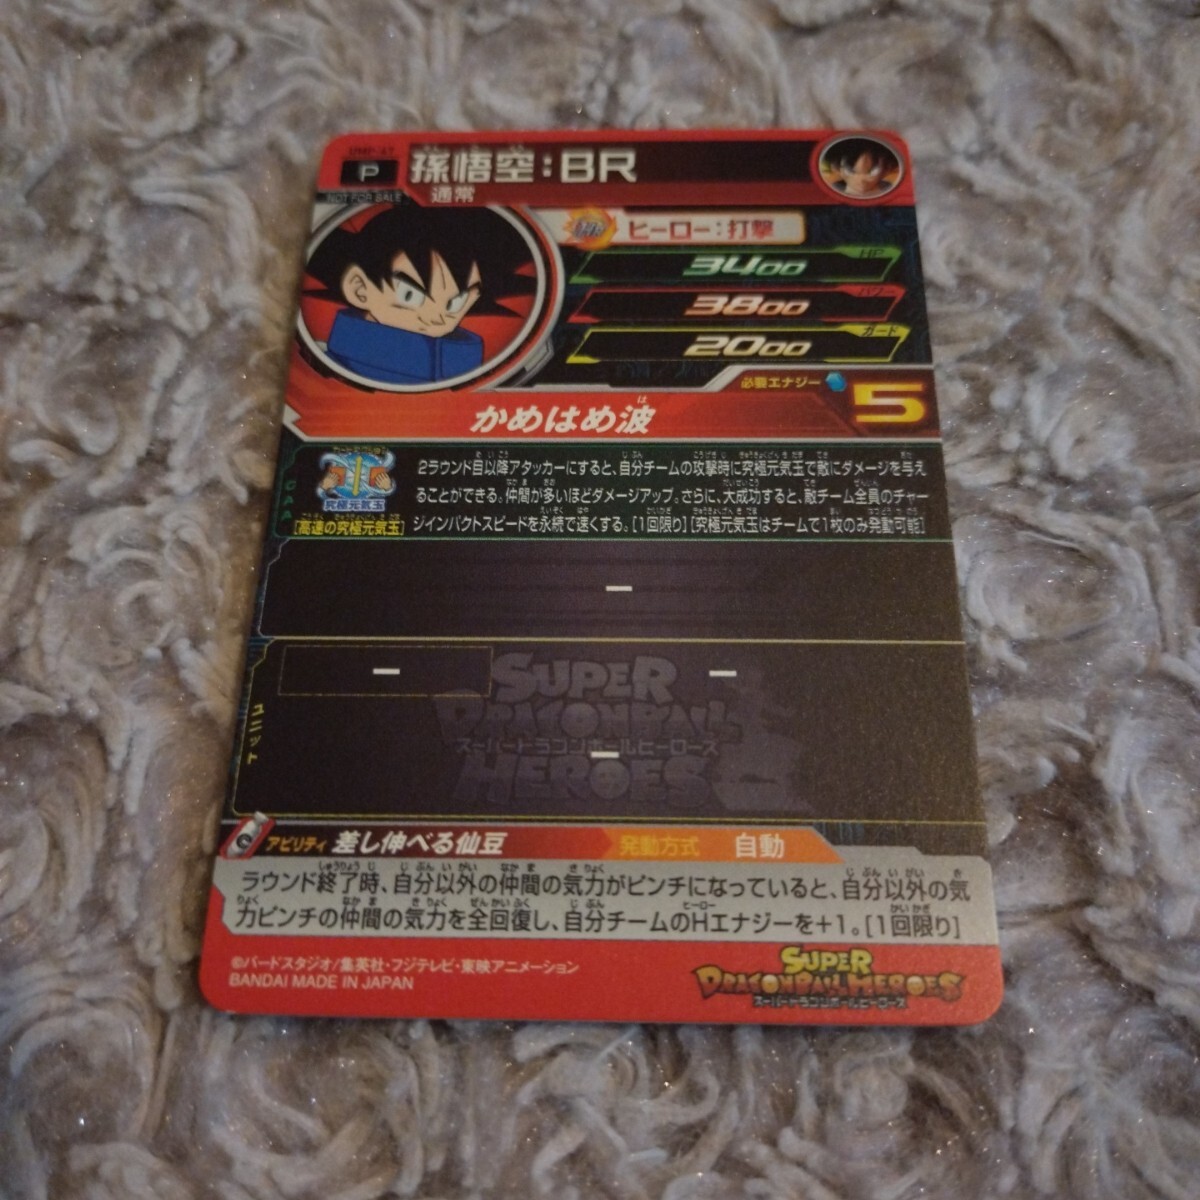 UMP-47
P
孫悟空:BR
NOT FOR SALE
通常
ヒーロー:打撃
HP
3400
パワー
3800
ガード
2000
必要エナジー
5
かめはめ波
CAA
究極元気玉
[高速の究極元気玉]
2ラウンド目以降アタッカーにすると、自分チームの攻撃時に究極元気玉で敵にダメージを与え
ることができる。仲間が多いほどダメージアップ。さらに、大成功すると、敵チーム全員のチャー
ジインパクトスピードを永続で速くする。[1回限り][究極元気玉はチームで1枚のみ発動可能]
ー
ユニット
ー ー
ー
SUPER
DRAGONBALL
スーパードラゴンボールヒーローズ
HEROES
アビリティ 差し伸べる仙豆 発動方式 自動
ラウンド終了時、自分以外の仲間の気力がピンチになっていると、自分以外の気
力ピンチの仲間の気力を全回復し、自分チームのHエナジーを+1。[1回限り]
©バードスタジオ/集英社・フジテレビ・東映アニメーション
BANDAI MADE IN JAPAN
SUPER
DRAGONBALL HEROES
スーパードラゴンボールヒーローズ